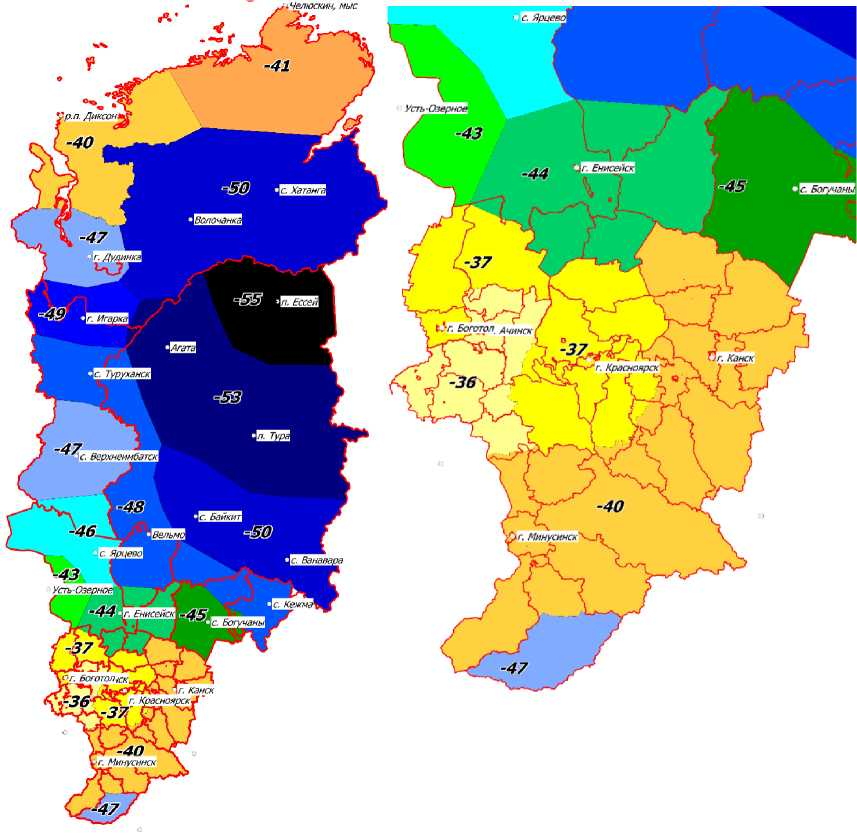 Челюскин, мыс
-41
р.п. Диксон
-40
-50
с. Хатанга
Волочанка
-47
г. Дудинка
-55
п. Ессей
-49
г. Игарка
Агата
с. Туруханск
-53
п. Тура
-47
с. Верхнеимбатск
-48
с. Байкит
-46
Вельмо
-50
с. Ярцево
с. Ванавара
-43
Усть-Озерное
-44
г. Енисейск
-45
с. Кежма
с. Богучаны
-37
г. Боготол
чск
г. Канск
-36
г. Красноярск
-37
-40
г. Минусинск
-47
с. Ярцево
Усть-Озерное
-43
-44
г. Енисейск
-45
с. Богучаны
-37
г. Боготол
Ачинск
-37
г. Канск
г. Красноярск
-36
-40
г. Минусинск
-47